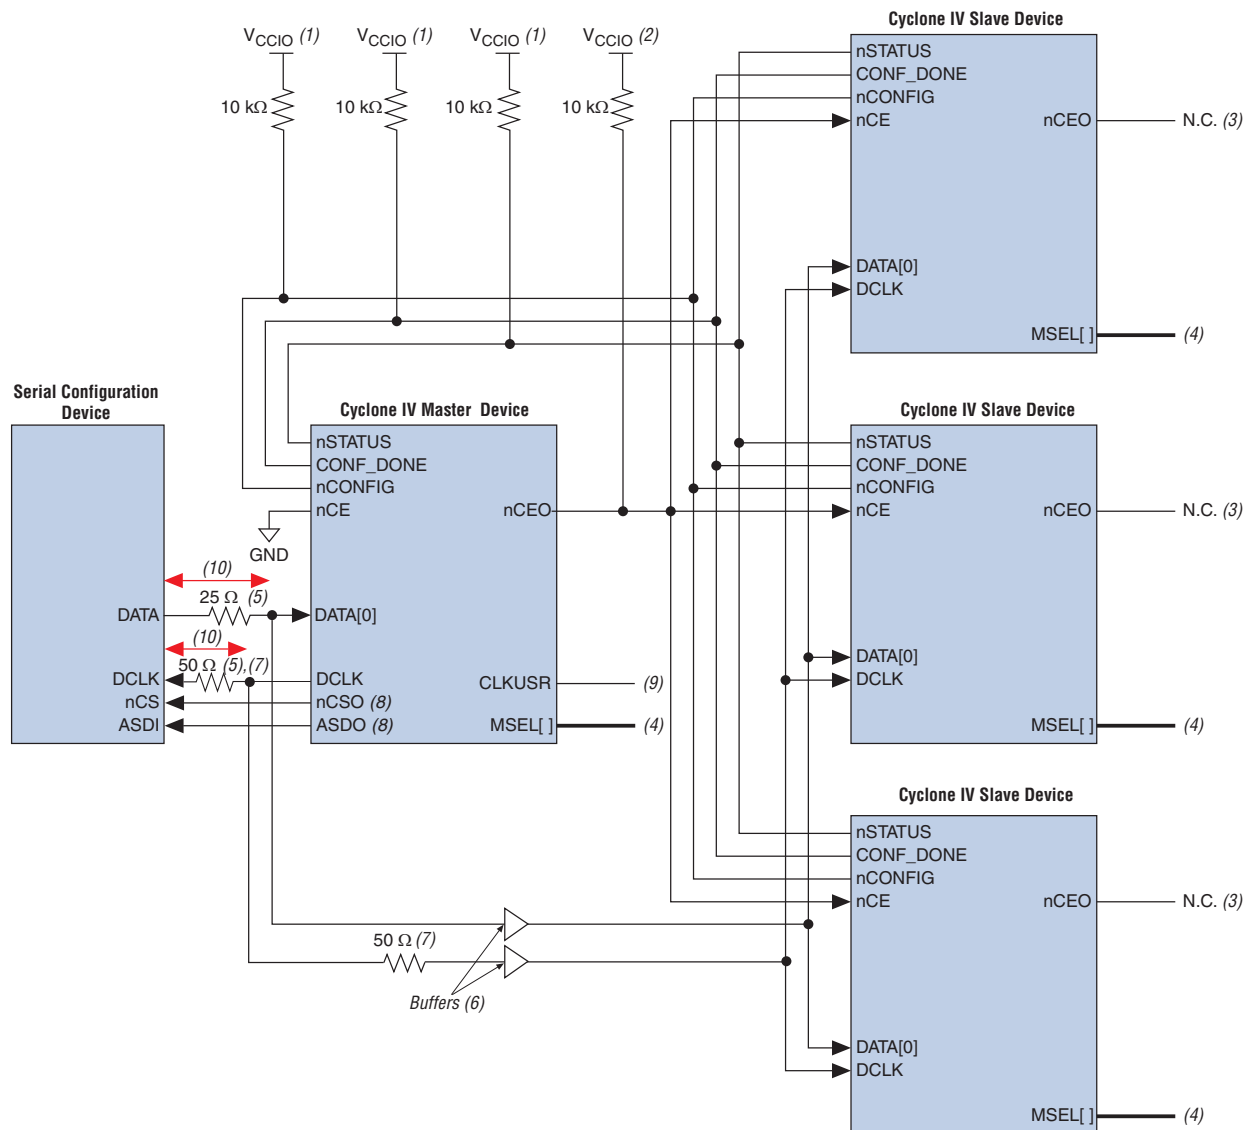 Cyclone IV Slave Device
VCCIO (1)
VCCIO (1)
VCCIO (1)
VCCIO (2)
10 kΩ
10 kΩ
10 kΩ
10 kΩ
nSTATUS
CONF_DONE
nCONFIG
nCE
nCEO
N.C. (3)
DATA[0]
DCLK
MSEL[ ]
(4)
Serial Configuration
Device
Cyclone IV Master Device
nSTATUS
CONF_DONE
nCONFIG
nCE
nCEO
GND
(10)
25 Ω (5)
DATA
DATA[0]
(10)
50 Ω (5),(7)
DCLK
DCLK
nCS
nCSO (8)
ASDI
ASDO (8)
CLKUSR
(9)
MSEL[ ]
(4)
Cyclone IV Slave Device
nSTATUS
CONF_DONE
nCONFIG
nCE
nCEO
N.C. (3)
DATA[0]
DCLK
MSEL[ ]
(4)
Cyclone IV Slave Device
nSTATUS
CONF_DONE
nCONFIG
nCE
nCEO
N.C. (3)
50 Ω (7)
Buffers (6)
DATA[0]
DCLK
MSEL[ ]
(4)